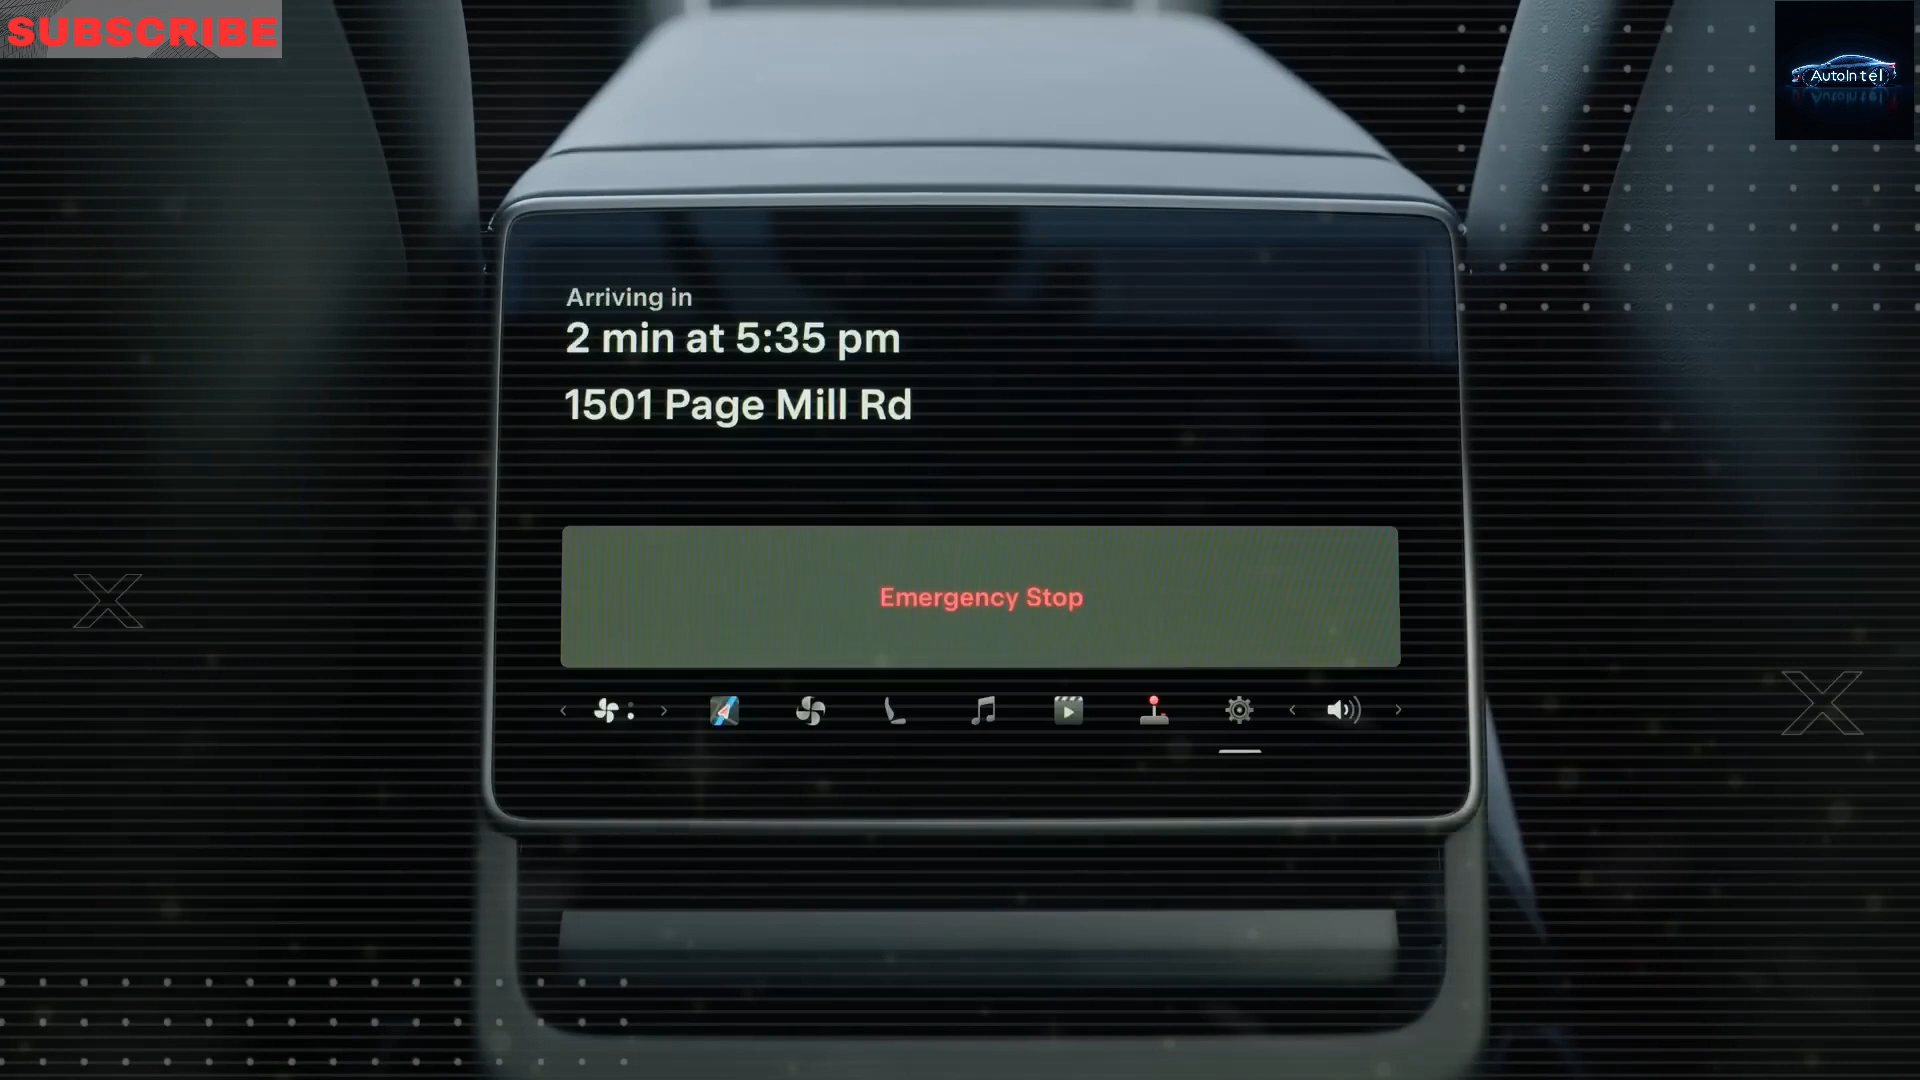 SUBSCRIBE
AutoIntel
Arriving in
2 min at 5:35 pm
1501 Page Mill Rd
Emergency Stop